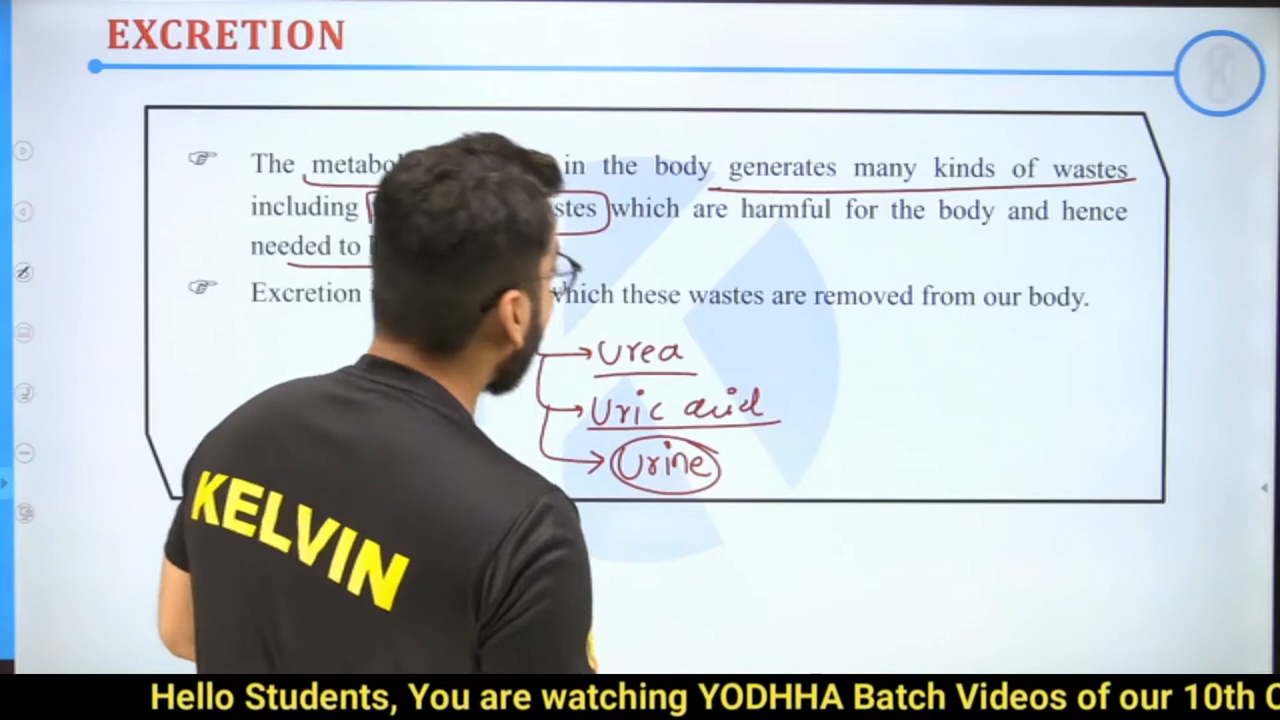 EXCRETION
8
The metabol in the body generates many kinds of wastes
including stes which are harmful for the body and hence
needed to
Excretion which these wastes are removed from our body.
Urea
Uric acid
Urine
KELVIN
Hello Students, You are watching YODHHA Batch Videos of our 10th C